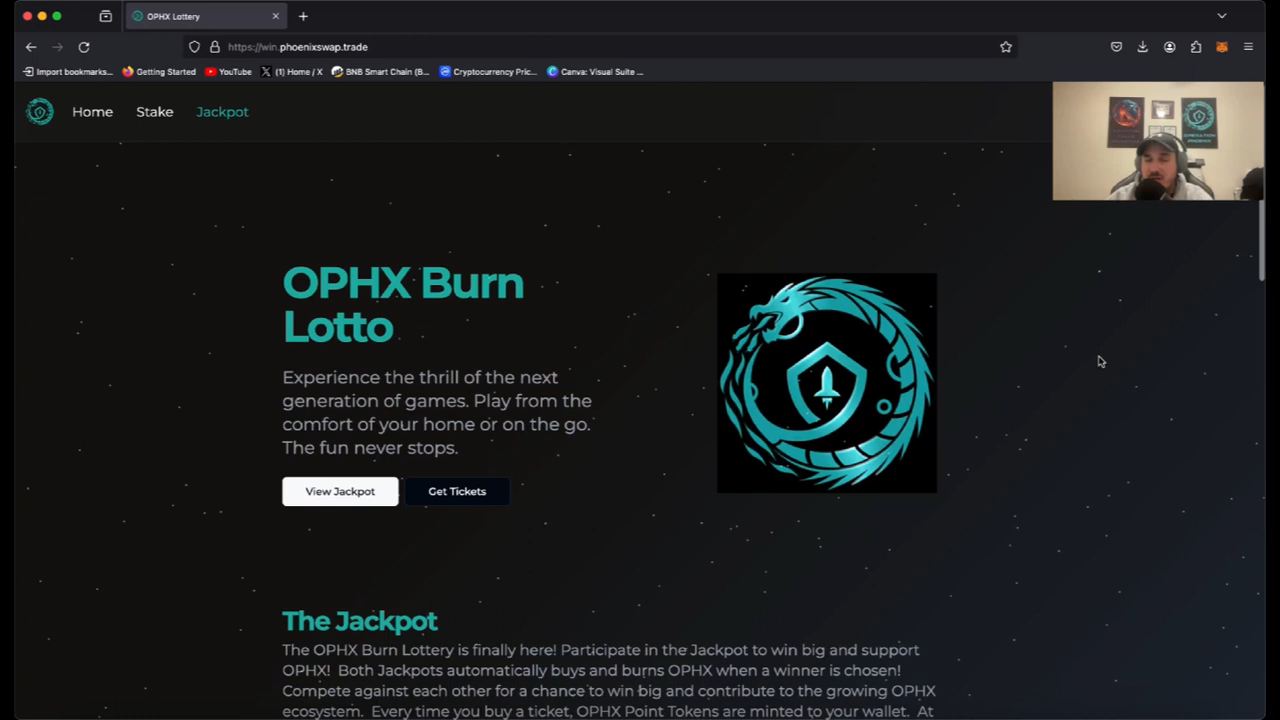 OPHX Lottery
https://win.phoenixswap.trade
Import bookmarks...
Getting Started
YouTube
(1) Home / X
BNB Smart Chain (B...
Cryptocurrency Pric...
Canva: Visual Suite ...
Home
Stake
Jackpot
OPHX Burn
Lotto
Experience the thrill of the next
generation of games. Play from the
comfort of your home or on the go.
The fun never stops.
View Jackpot
Get Tickets
The Jackpot
The OPHX Burn Lottery is finally here! Participate in the Jackpot to win big and support
OPHX! Both Jackpots automatically buys and burns OPHX when a winner is chosen!
Compete against each other for a chance to win big and contribute to the growing OPHX
ecosystem. Every time you buy a ticket, OPHX Point Tokens are minted to your wallet. At